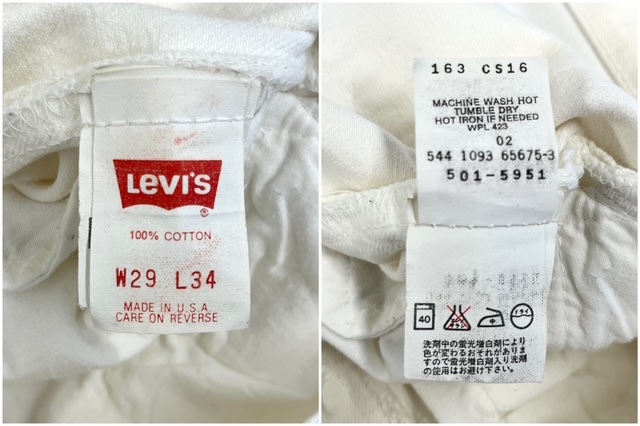 LEVI'S
®
100% COTTON
W29 L34
MADE IN U.S.A.
CARE ON REVERSE
163 CS16
MACHINE WASH HOT
TUMBLE DRY
HOT IRON IF NEEDED
WPL 423
02
544 1093 65675-3
501-5951
40 中 ドライ
洗剤中の蛍光増白剤により
色が変わるおそれがありま
すので蛍光増白剤入り洗剤
の使用はお避け下さい。